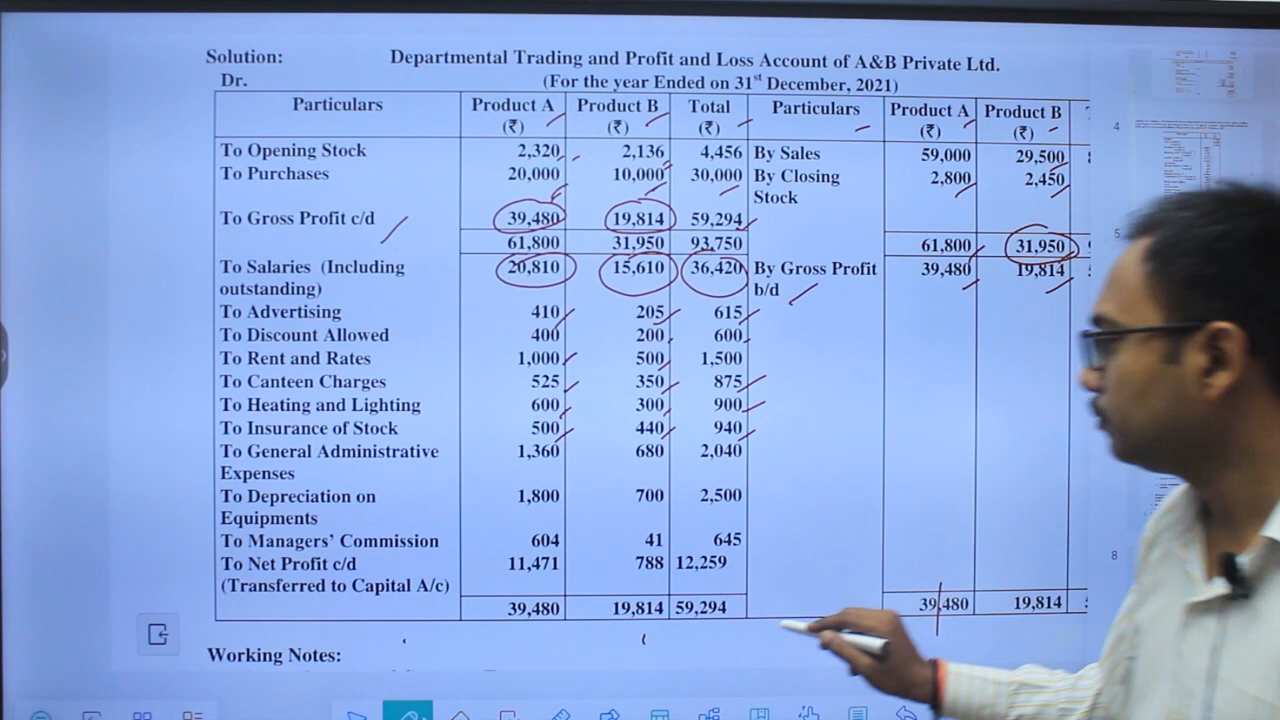 Solution: Departmental Trading and Profit and Loss Account of A&B Private Ltd.
Dr. (For the year Ended on 31st December, 2021)
Particulars Product A Product B Total Particulars Product A Product B
(₹) (₹) (₹) (₹) (₹)
To Opening Stock 2,320 2,136 4,456 By Sales 59,000 29,500
To Purchases 20,000 10,000 30,000 By Closing 2,800 2,450
Stock
To Gross Profit c/d 39,480 19,814 59,294
61,800 31,950 93,750 61,800 31,950
To Salaries (Including 20,810 15,610 36,420 By Gross Profit 39,480 19,814
outstanding) b/d
To Advertising 410 205 615
To Discount Allowed 400 200 600
To Rent and Rates 1,000 500 1,500
To Canteen Charges 525 350 875
To Heating and Lighting 600 300 900
To Insurance of Stock 500 440 940
To General Administrative 1,360 680 2,040
Expenses
To Depreciation on 1,800 700 2,500
Equipments
To Managers' Commission 604 41 645
To Net Profit c/d 11,471 788 12,259
(Transferred to Capital A/c)
39,480 19,814 59,294 39,480 19,814
Working Notes:
4
5
8